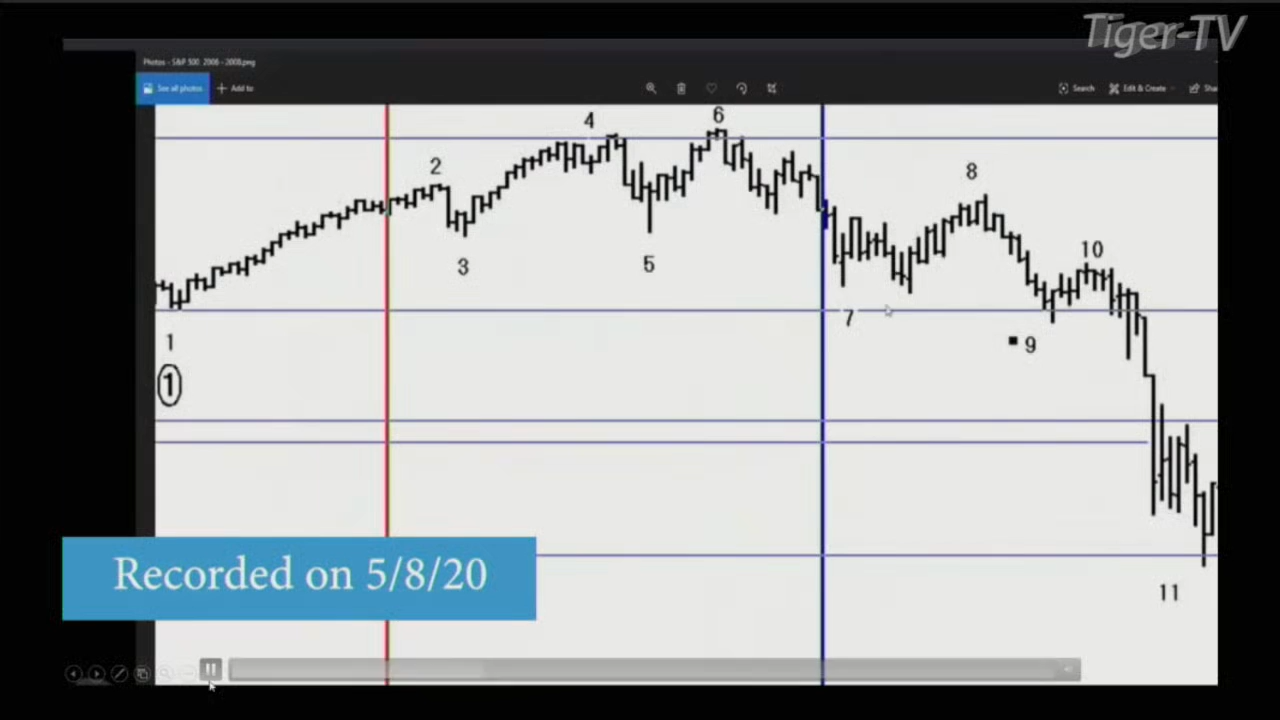 Tiger-TV
Photos - S&P 500 2006 - 2008.png
See all photos
Add to
Search
Edit & Create
Shar
4
6
2
8
10
3
5
7
9
1
1
11
Recorded on 5/8/20